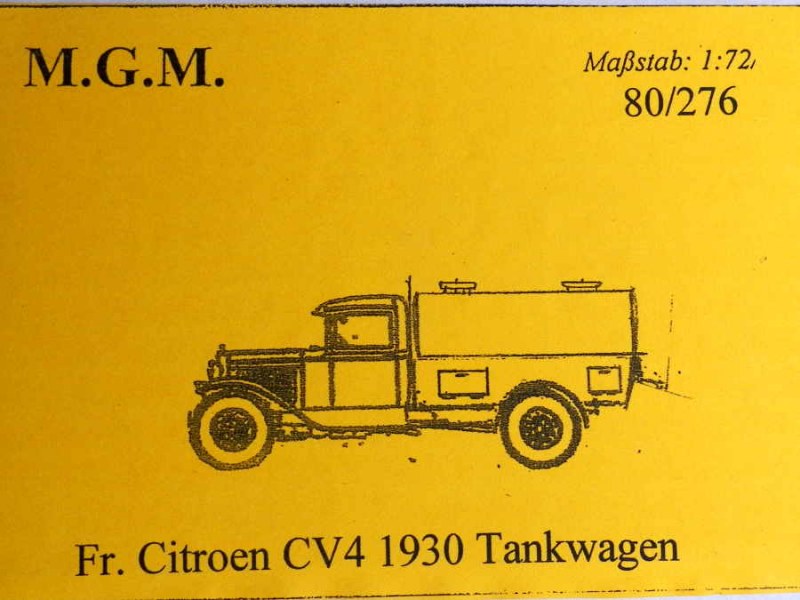 M.G.M.
Maßstab: 1:72
80/276
Fr. Citroen CV4 1930 Tankwagen